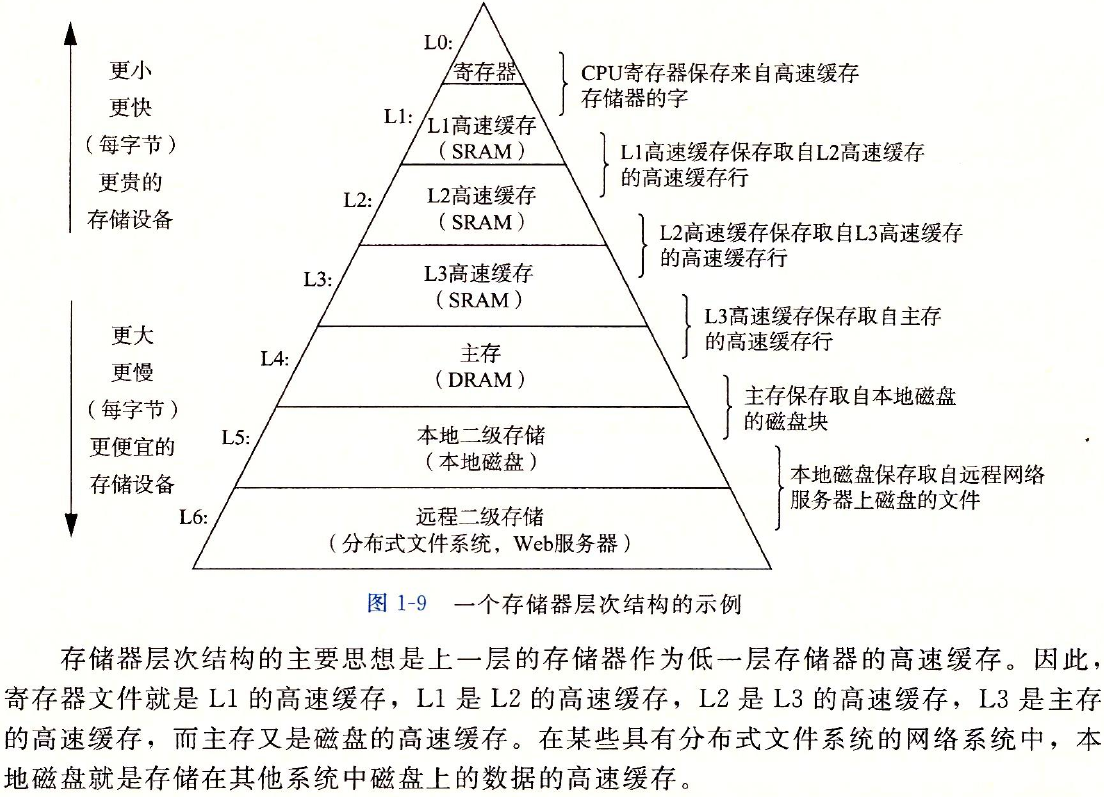 更小
更快
（每字节）
更贵的
存储设备
更大
更慢
（每字节）
更便宜的
存储设备
L0:
寄存器
CPU寄存器保存来自高速缓存
存储器的字
L1:
L1高速缓存
（SRAM）
L1高速缓存保存取自L2高速缓存
的高速缓存行
L2:
L2高速缓存
（SRAM）
L2高速缓存保存取自L3高速缓存
的高速缓存行
L3:
L3高速缓存
（SRAM）
L3高速缓存保存取自主存
的高速缓存行
L4:
主存
（DRAM）
主存保存取自本地磁盘
的磁盘块
L5:
本地二级存储
（本地磁盘）
本地磁盘保存取自远程网络
服务器上磁盘的文件
L6:
远程二级存储
（分布式文件系统，Web服务器）
图 1-9 一个存储器层次结构的示例
存储器层次结构的主要思想是上一层的存储器作为低一层存储器的高速缓存。因此，
寄存器文件就是 L1 的高速缓存，L1 是 L2 的高速缓存，L2 是 L3 的高速缓存，L3 是主存
的高速缓存，而主存又是磁盘的高速缓存。在某些具有分布式文件系统的网络系统中，本
地磁盘就是存储在其他系统中磁盘上的数据的高速缓存。